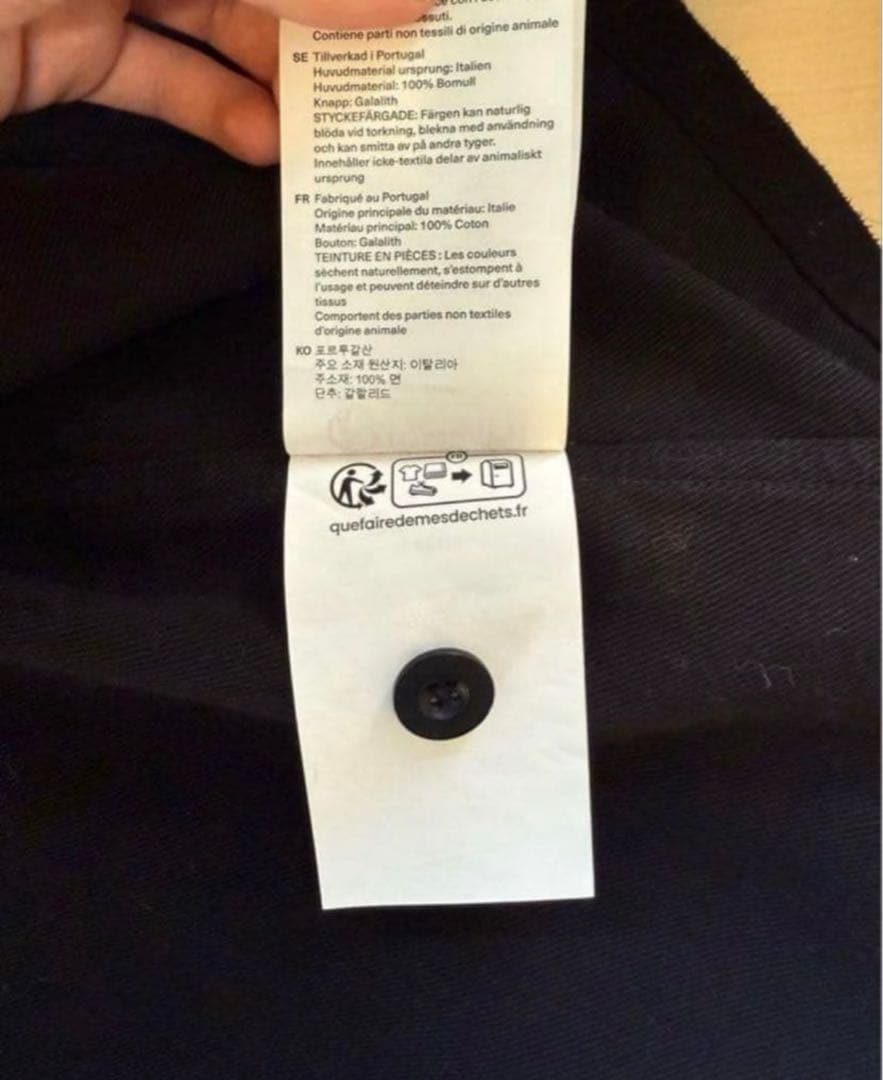 ssuti.
Contiene parti non tessili di origine animale
SE Tillverkad i Portugal
Huvudmaterial ursprung: Italien
Huvudmaterial: 100% Bomull
Knapp: Galalith
STYCKEFÄRGADE: Färgen kan naturlig
blöda vid torkning, blekna med användning
och kan smitta av på andra tyger.
Innehåller icke-textila delar av animaliskt
ursprung
FR Fabriqué au Portugal
Origine principale du matériau: Italie
Matériau principal: 100% Coton
Bouton: Galalith
TEINTURE EN PIÈCES : Les couleurs
sèchent naturellement, s'estompent à
l'usage et peuvent déteindre sur d'autres
tissus
Comportent des parties non textiles
d'origine animale
KO 포르투갈산
주요 소재 원산지: 이탈리아
주소재: 100% 면
단추: 갈랄리드
FR
quefairedemesdechets.fr